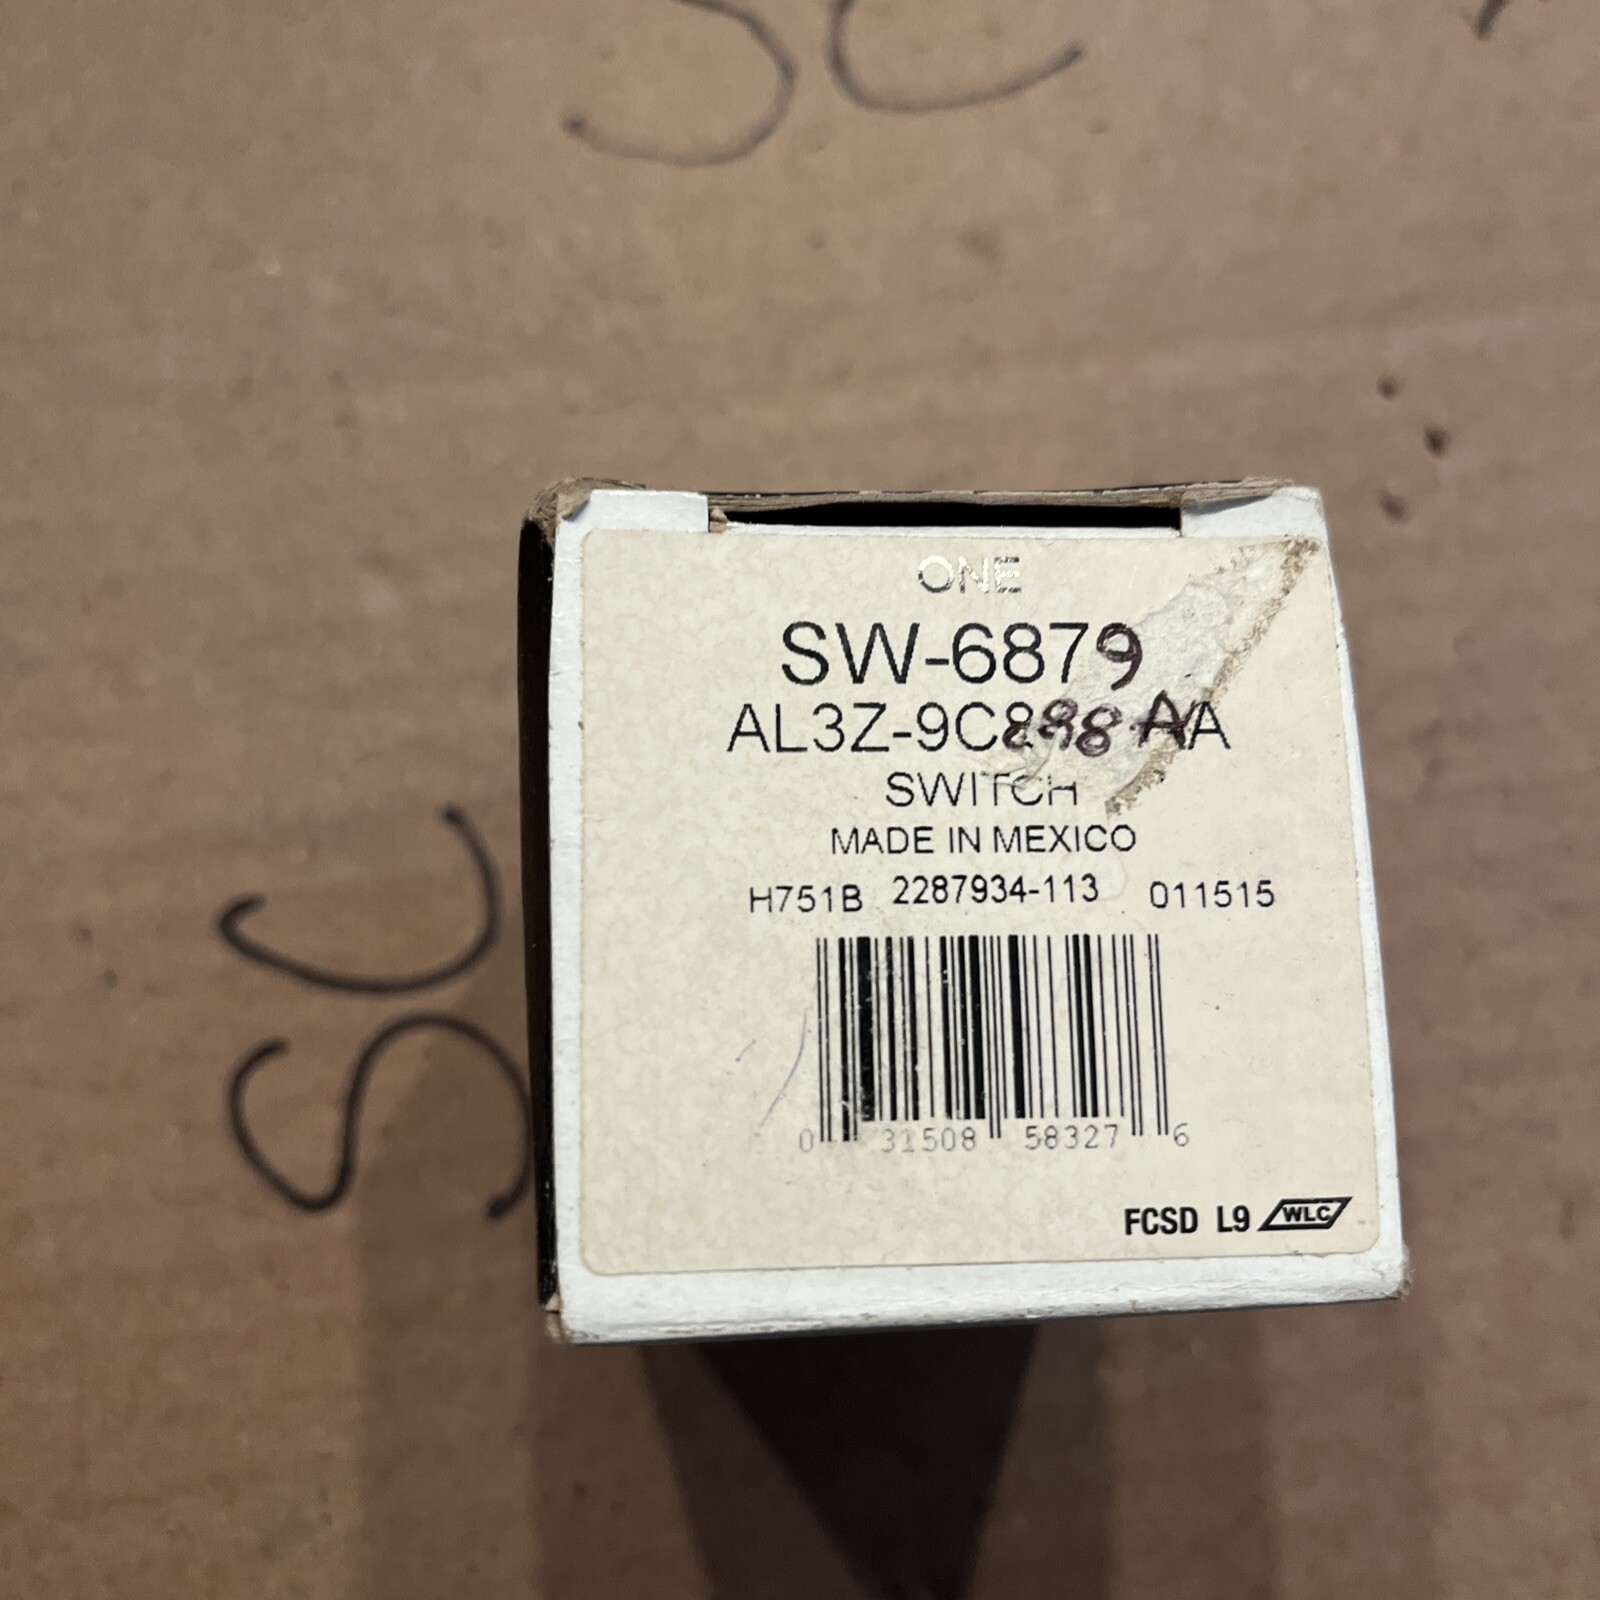 SC
ONE
SW-6879
AL3Z-9C888-AA
SWITCH
MADE IN MEXICO
H751B 2287934-113 011515
0 31508 58327 6
FCSD L9 WLC
SC